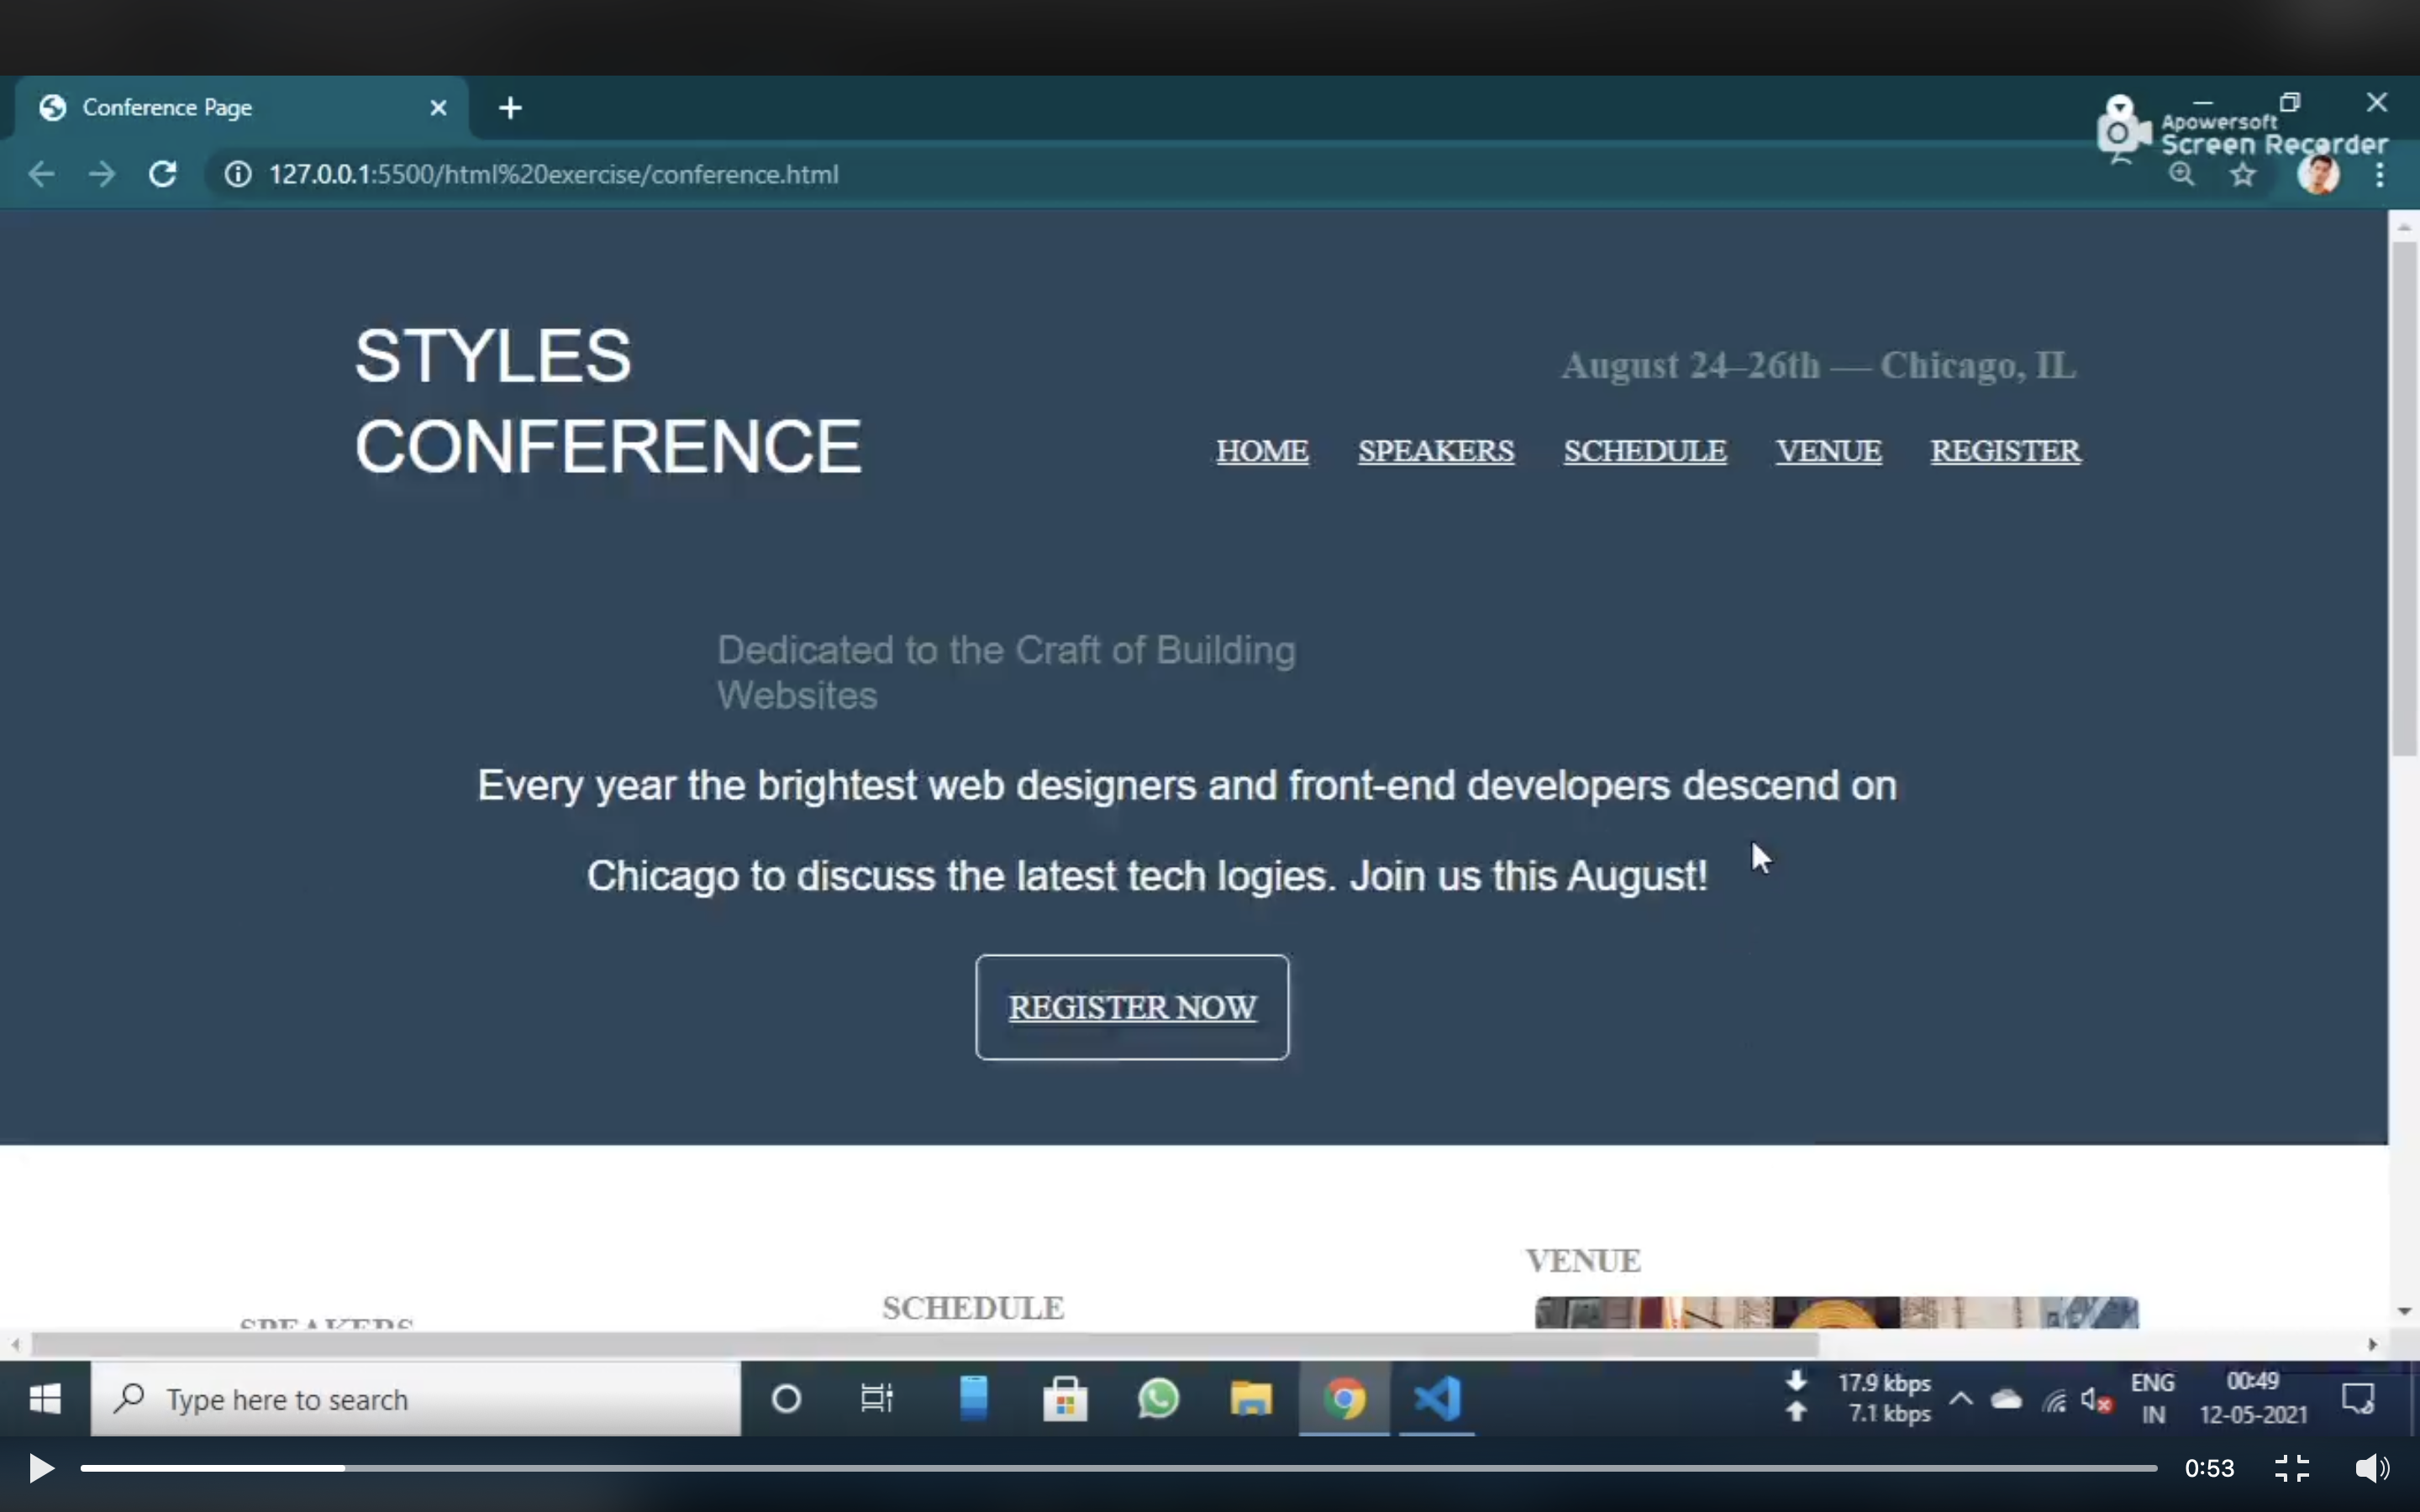 Conference Page
Apowersoft
Screen Recorder
127.0.0.1:5500/html%20exercise/conference.html
STYLES
CONFERENCE
August 24–26th — Chicago, IL
HOME SPEAKERS SCHEDULE VENUE REGISTER
Dedicated to the Craft of Building
Websites
Every year the brightest web designers and front-end developers descend on
Chicago to discuss the latest tech logies. Join us this August!
REGISTER NOW
VENUE
SCHEDULE
SPEAKERS
Type here to search
17.9 kbps
7.1 kbps
ENG
IN
00:49
12-05-2021
0:53